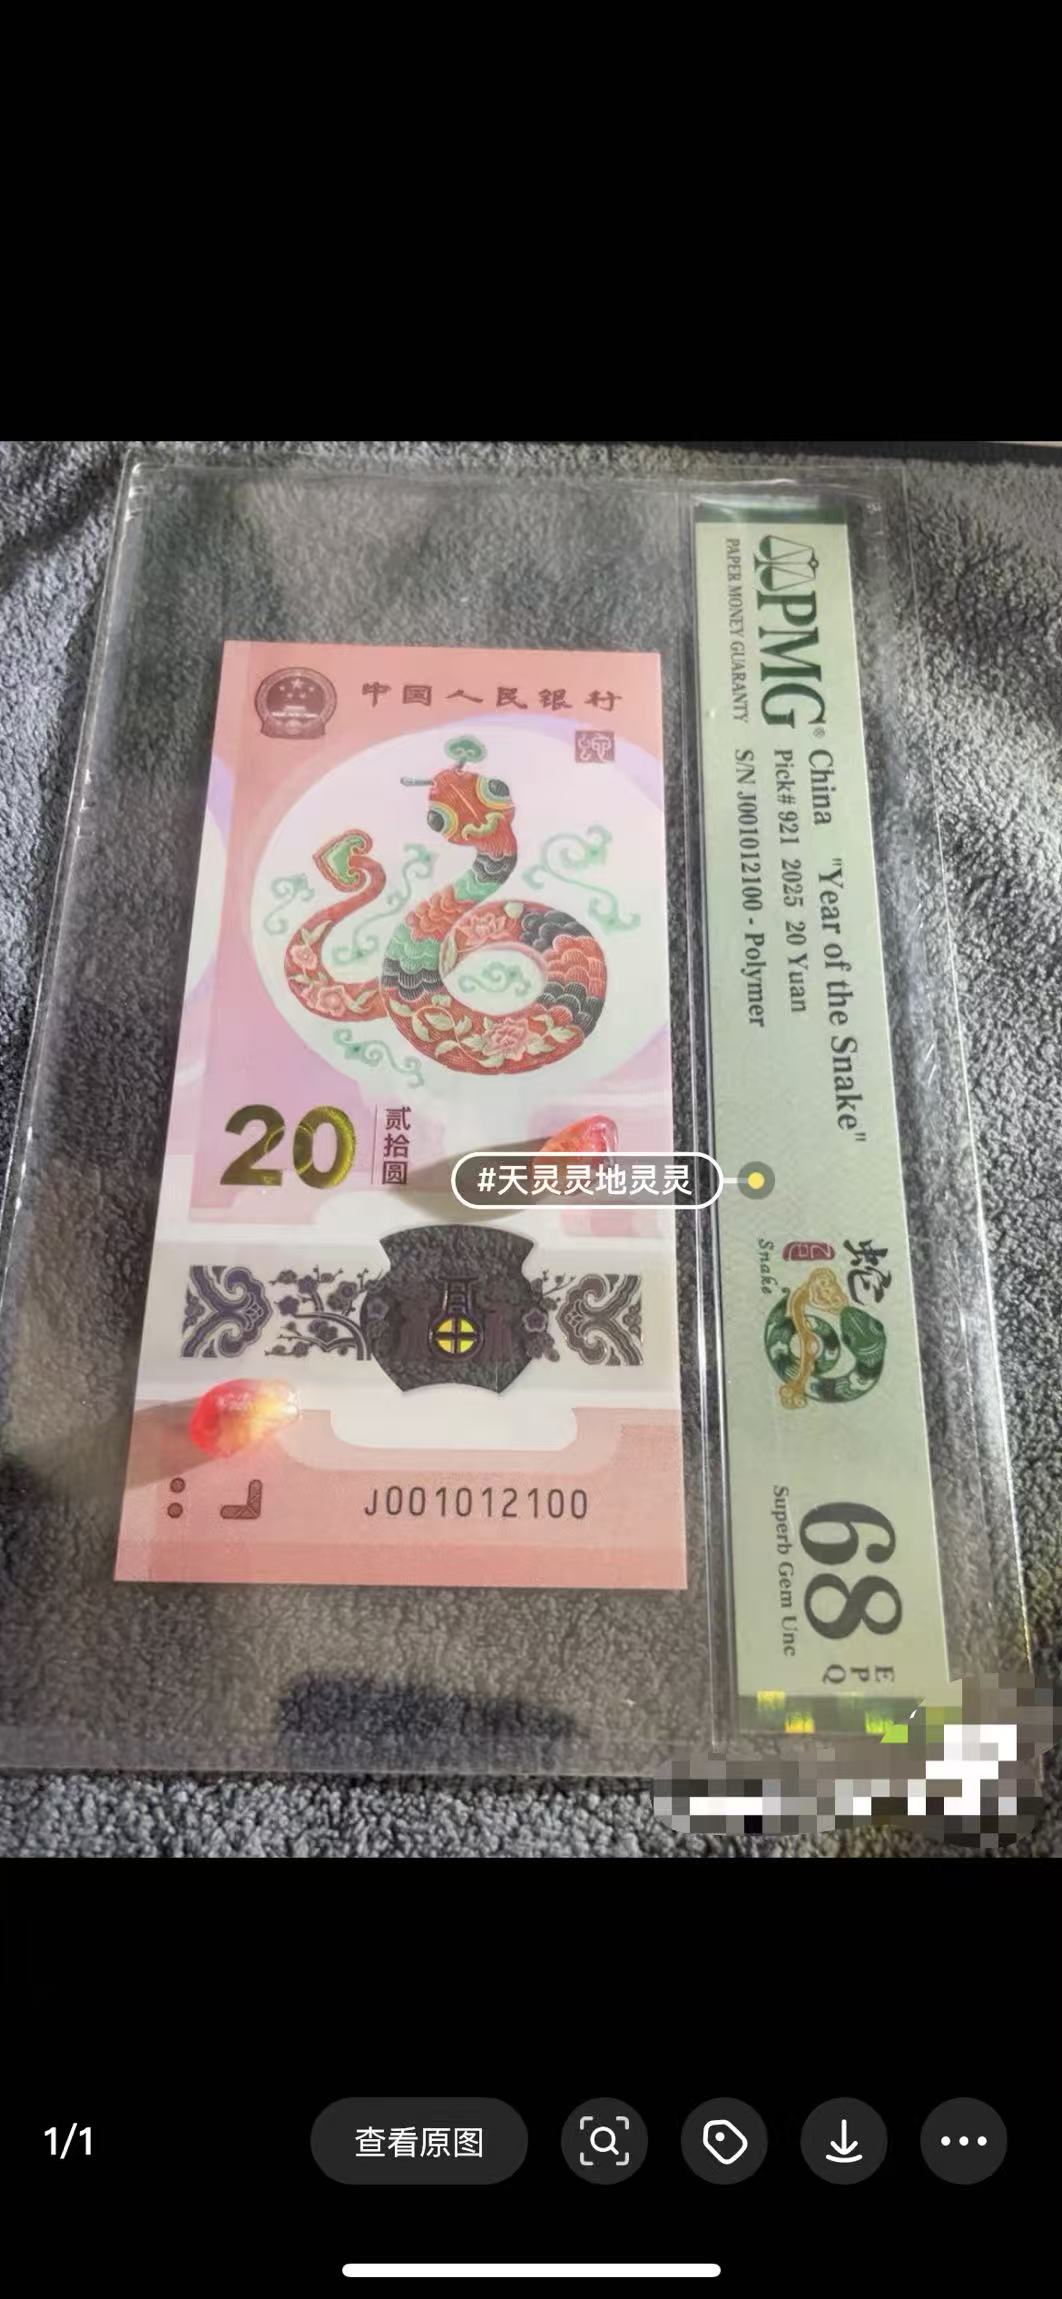 中国人民银行
20
贰拾圆
J001012100
PMG®
PAPER MONEY GUARANTY
China "Year of the Snake"
Pick# 921 2025 20 Yuan
S/N J001012100 - Polymer
#天灵灵地灵灵
蛇
Snake
68
EPQ
Superb Gem Unc
1/1
查看原图